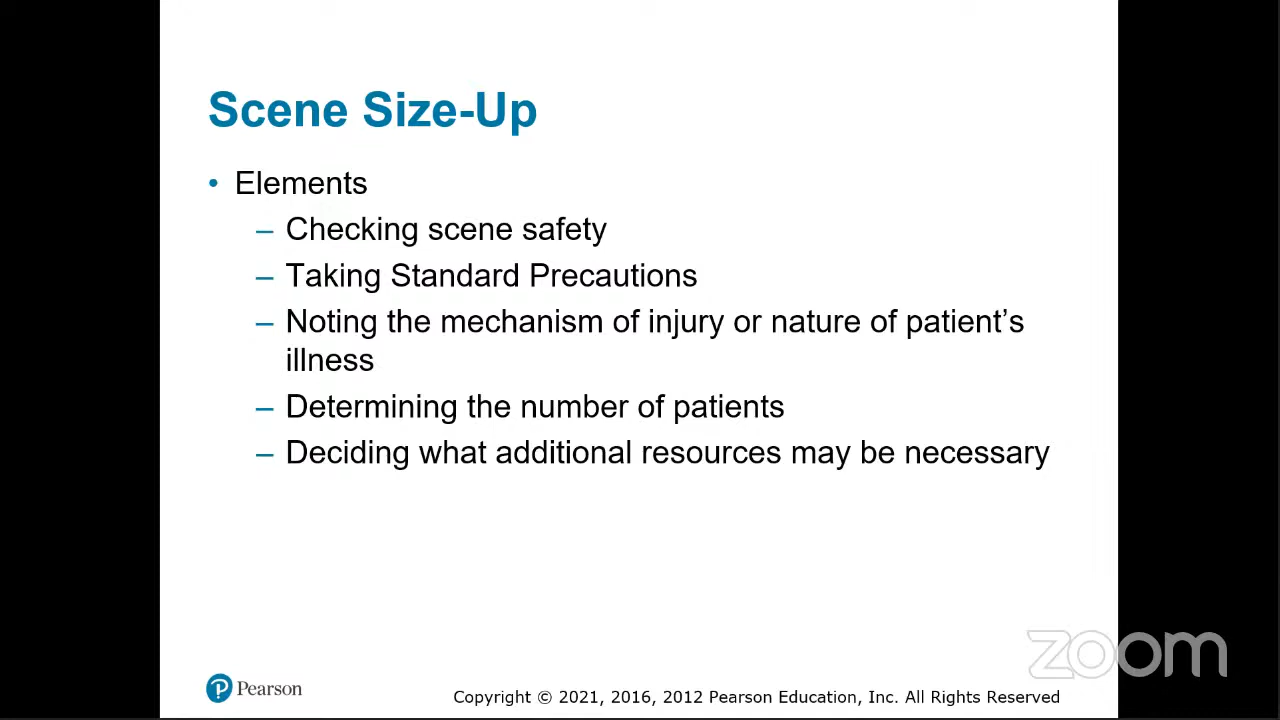 Scene Size-Up
• Elements
– Checking scene safety
– Taking Standard Precautions
– Noting the mechanism of injury or nature of patient’s
illness
– Determining the number of patients
– Deciding what additional resources may be necessary
zoom
Pearson
Copyright © 2021, 2016, 2012 Pearson Education, Inc. All Rights Reserved